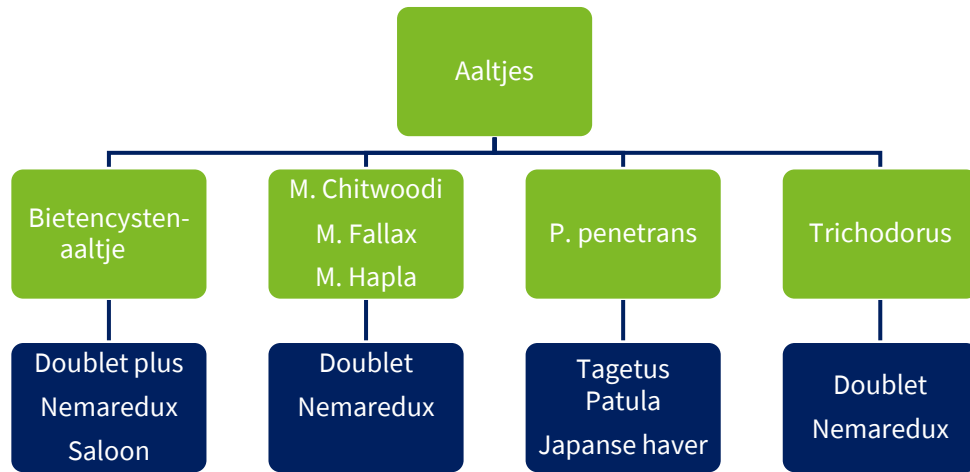 Aaltjes
Bietencysten-
aaltje
M. Chitwoodi
M. Fallax
M. Hapla
P. penetrans
Trichodorus
Doublet plus
Nemaredux
Saloon
Doublet
Nemaredux
Tagetus
Patula
Japanse haver
Doublet
Nemaredux